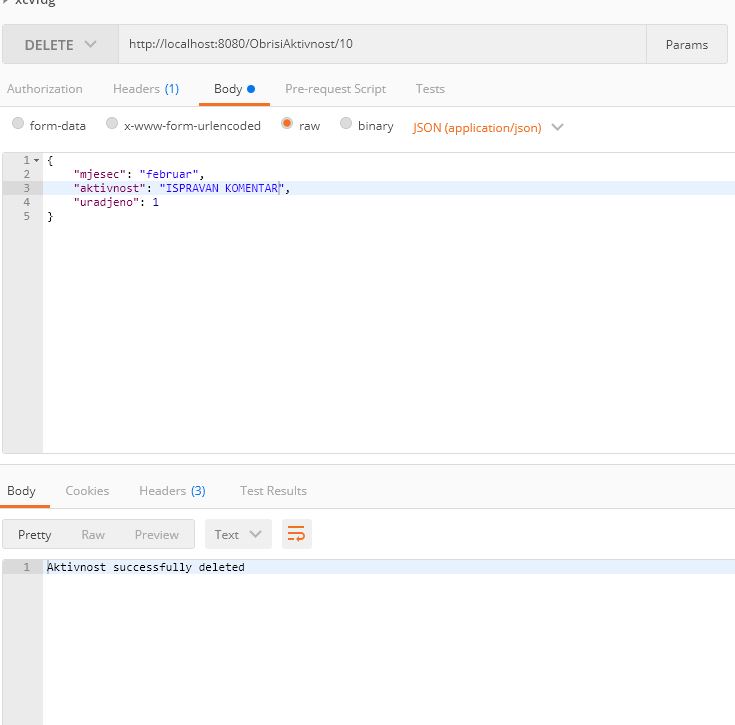 xcvfdg
DELETE http://localhost:8080/ObrisiAktivnost/10 Params
Authorization Headers (1) Body Pre-request Script Tests
form-data x-www-form-urlencoded raw binary JSON (application/json)
1 {
2 "mjesec": "februar",
3 "aktivnost": "ISPRAVAN KOMENTAR",
4 "uradjeno": 1
5 }
Body Cookies Headers (3) Test Results
Pretty Raw Preview Text
1 Aktivnost successfully deleted